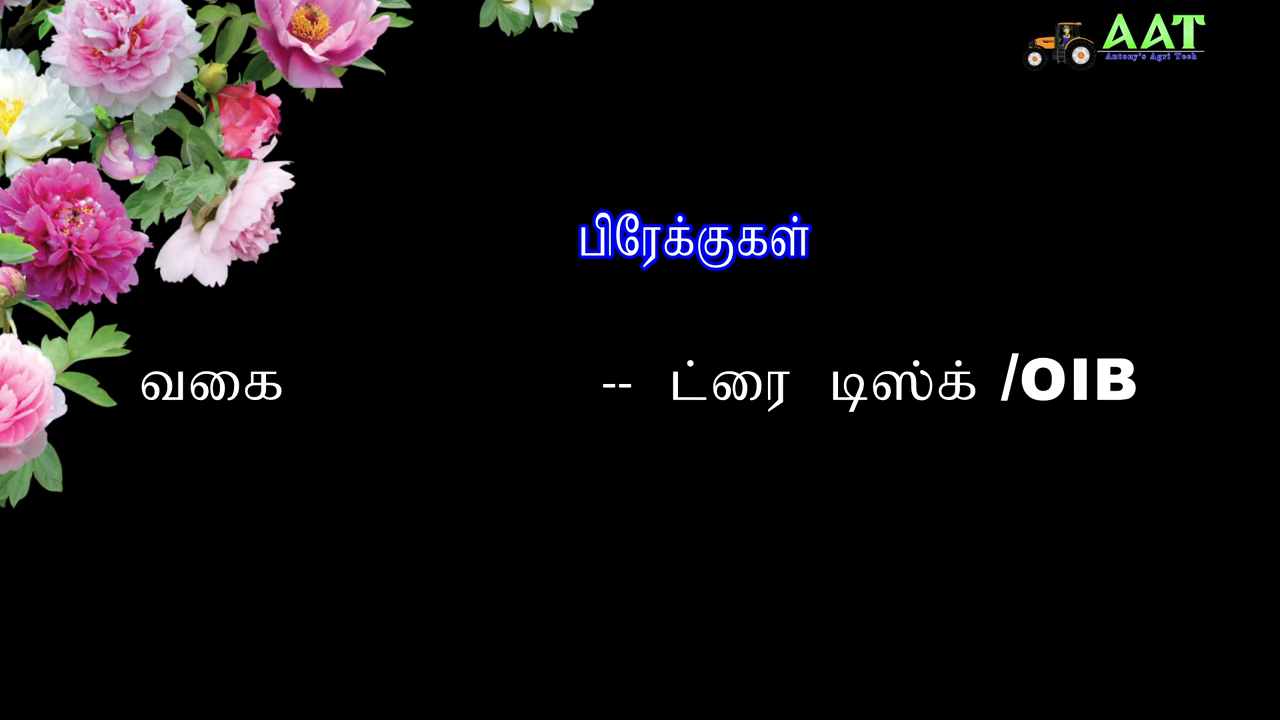 AAT
Antony's Agri Tech
பிரேக்குகள்
வகை -- ட்ரை டிஸ்க் /OIB